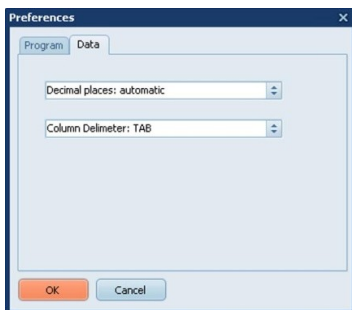 Preferences
Program Data
Decimal places: automatic
Column Delimeter: TAB
OK Cancel